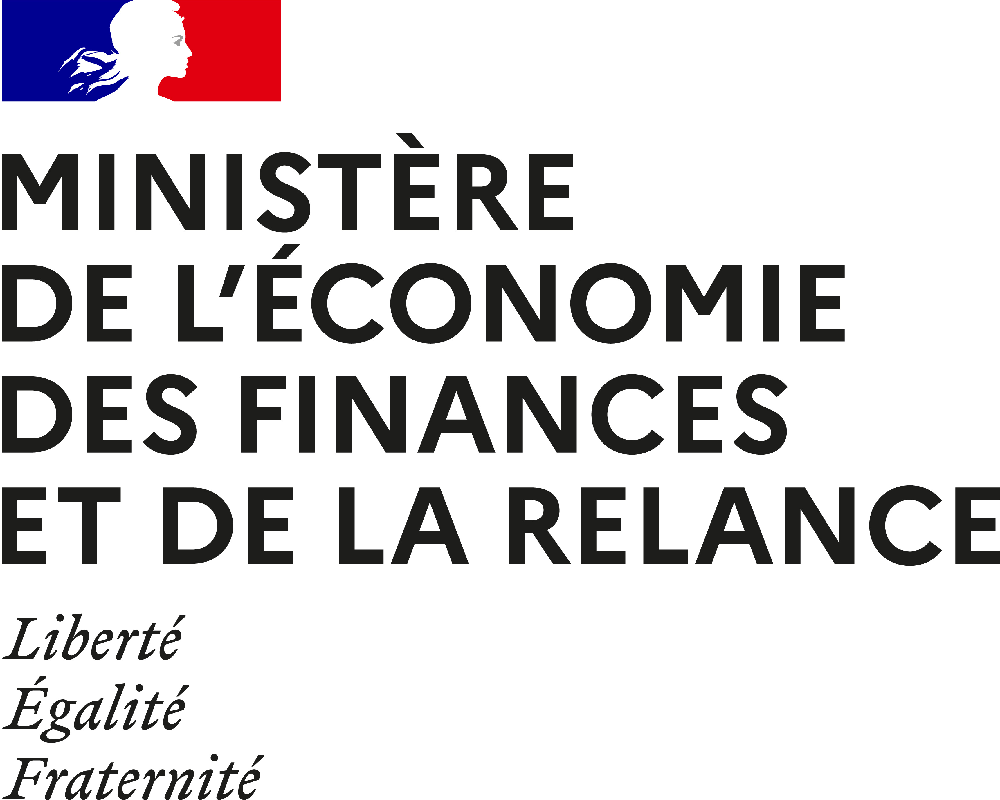 MINISTÈRE
DE L’ÉCONOMIE
DES FINANCES
ET DE LA RELANCE
Liberté
Égalité
Fraternité